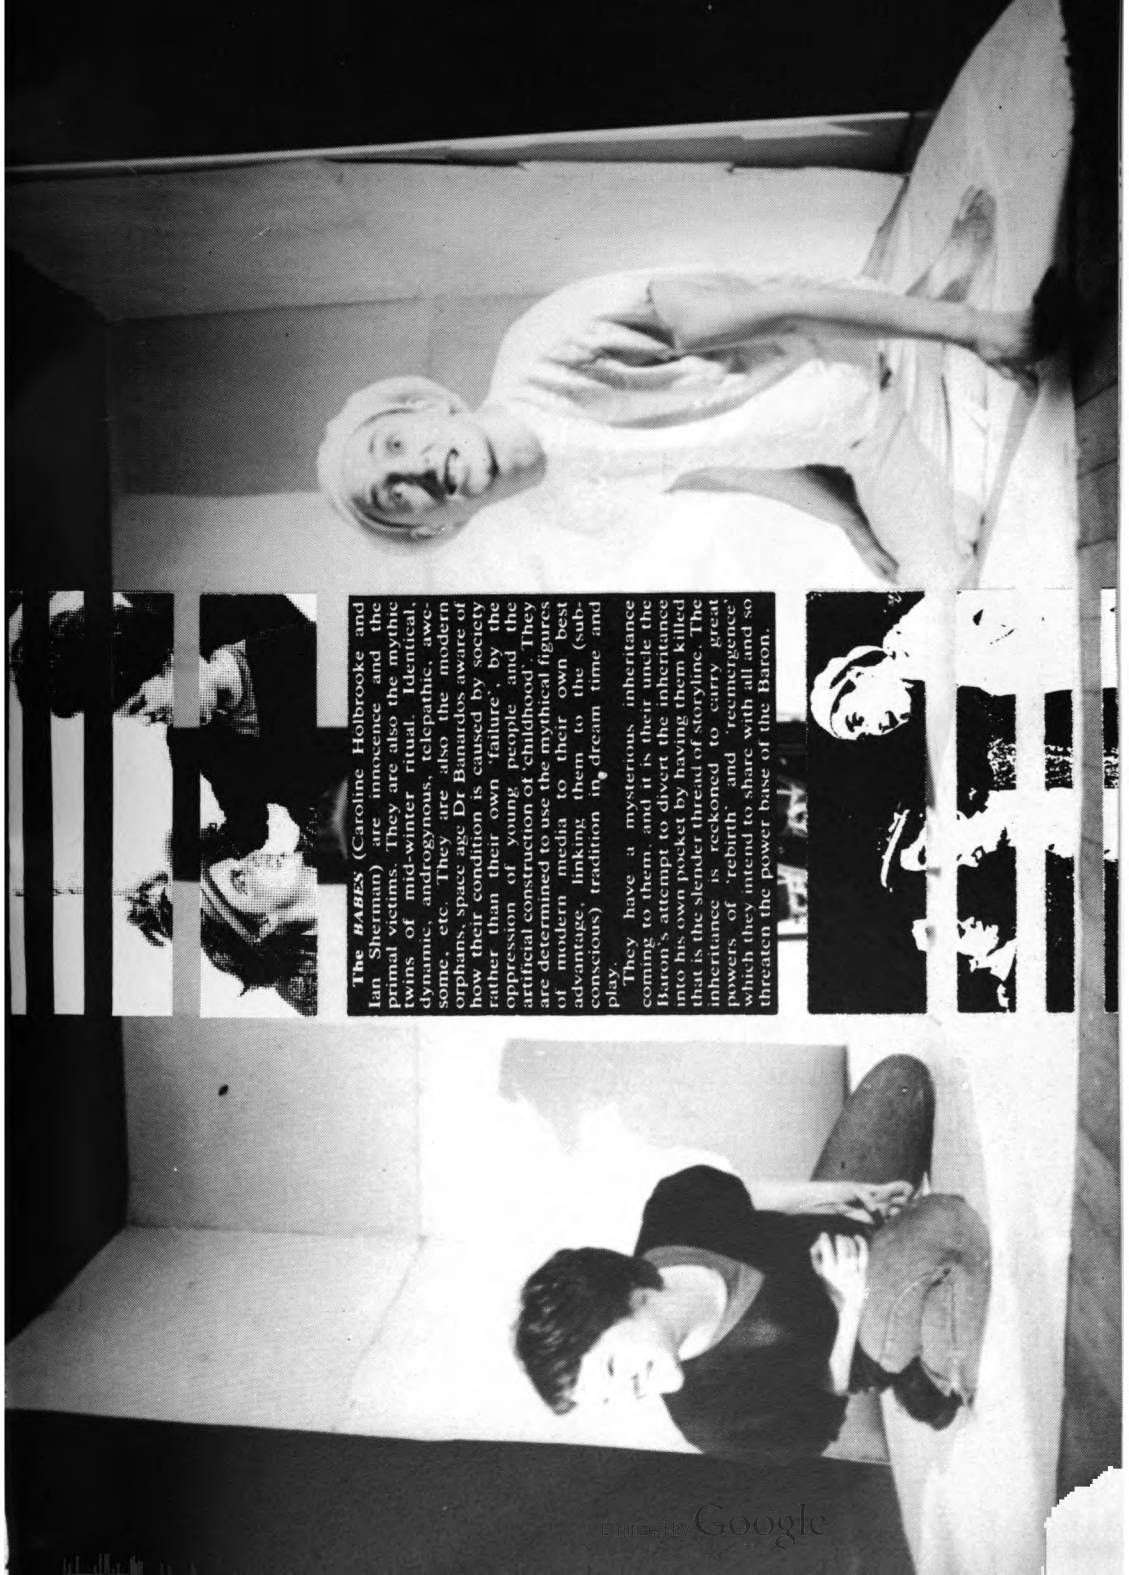 The BABES (Caroline Holbrooke and
Ian Sherman) are innocence and the
primal victims. They are also the mythic
twins of mid-winter ritual. Identical,
dynamic, androgynous, telepathic, awe-
some, etc. They are also the modern
orphans, space age Dr Banardos aware of
how their condition is caused by society
rather than their own 'failure', by the
oppression of young people and the
artificial construction of 'childhood'. They
are determined to use the mythical figures
of modern media to their own best
advantage, linking them to the (sub-
conscious) tradition in dream time and
play.
They have a mysterious inheritance
coming to them, and it is their uncle the
Baron's attempt to divert the inheritance
into his own pocket by having them killed
that is the slender thread of storyline. The
inheritance is reckoned to carry great
powers of 'rebirth' and 'reemergence'
which they intend to share with all and so
threaten the power base of the Baron.
Digitized by Google